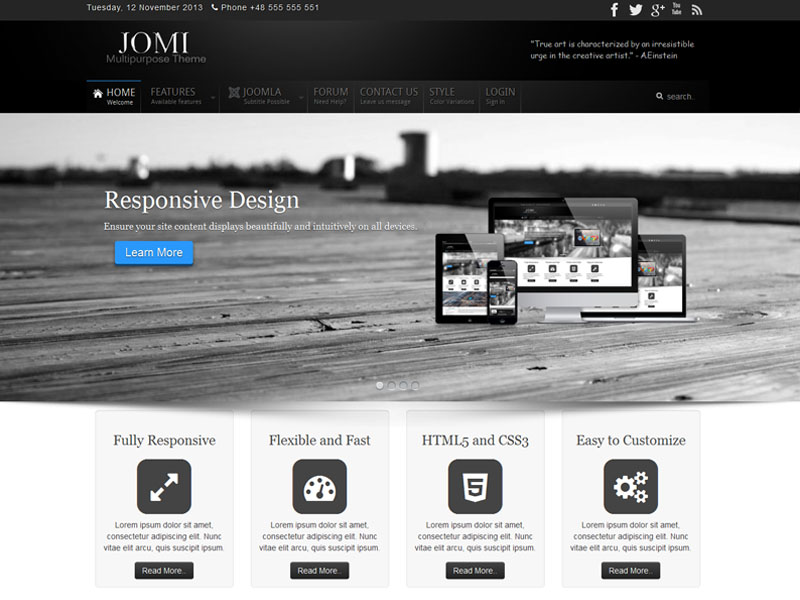 Tuesday, 12 November 2013 Phone +48 555 555 551
You
Tube
JOMI
Multipurpose Theme
"True art is characterized by an irresistible
urge in the creative artist." - A.Einstein
HOME FEATURES JOOMLA FORUM CONTACT US STYLE LOGIN
Welcome Available features Subtitle Possible Need Help? Leave us message Color Variations Sign in
search..
Responsive Design
Ensure your site content displays beautifully and intuitively on all devices.
Learn More
Fully Responsive
Lorem ipsum dolor sit amet,
consectetur adipiscing elit. Nunc
vitae elit arcu, quis suscipit ipsum.
Read More..
Flexible and Fast
Lorem ipsum dolor sit amet,
consectetur adipiscing elit. Nunc
vitae elit arcu, quis suscipit ipsum.
Read More..
HTML5 and CSS3
Lorem ipsum dolor sit amet,
consectetur adipiscing elit. Nunc
vitae elit arcu, quis suscipit ipsum.
Read More..
Easy to Customize
Lorem ipsum dolor sit amet,
consectetur adipiscing elit. Nunc
vitae elit arcu, quis suscipit ipsum.
Read More..